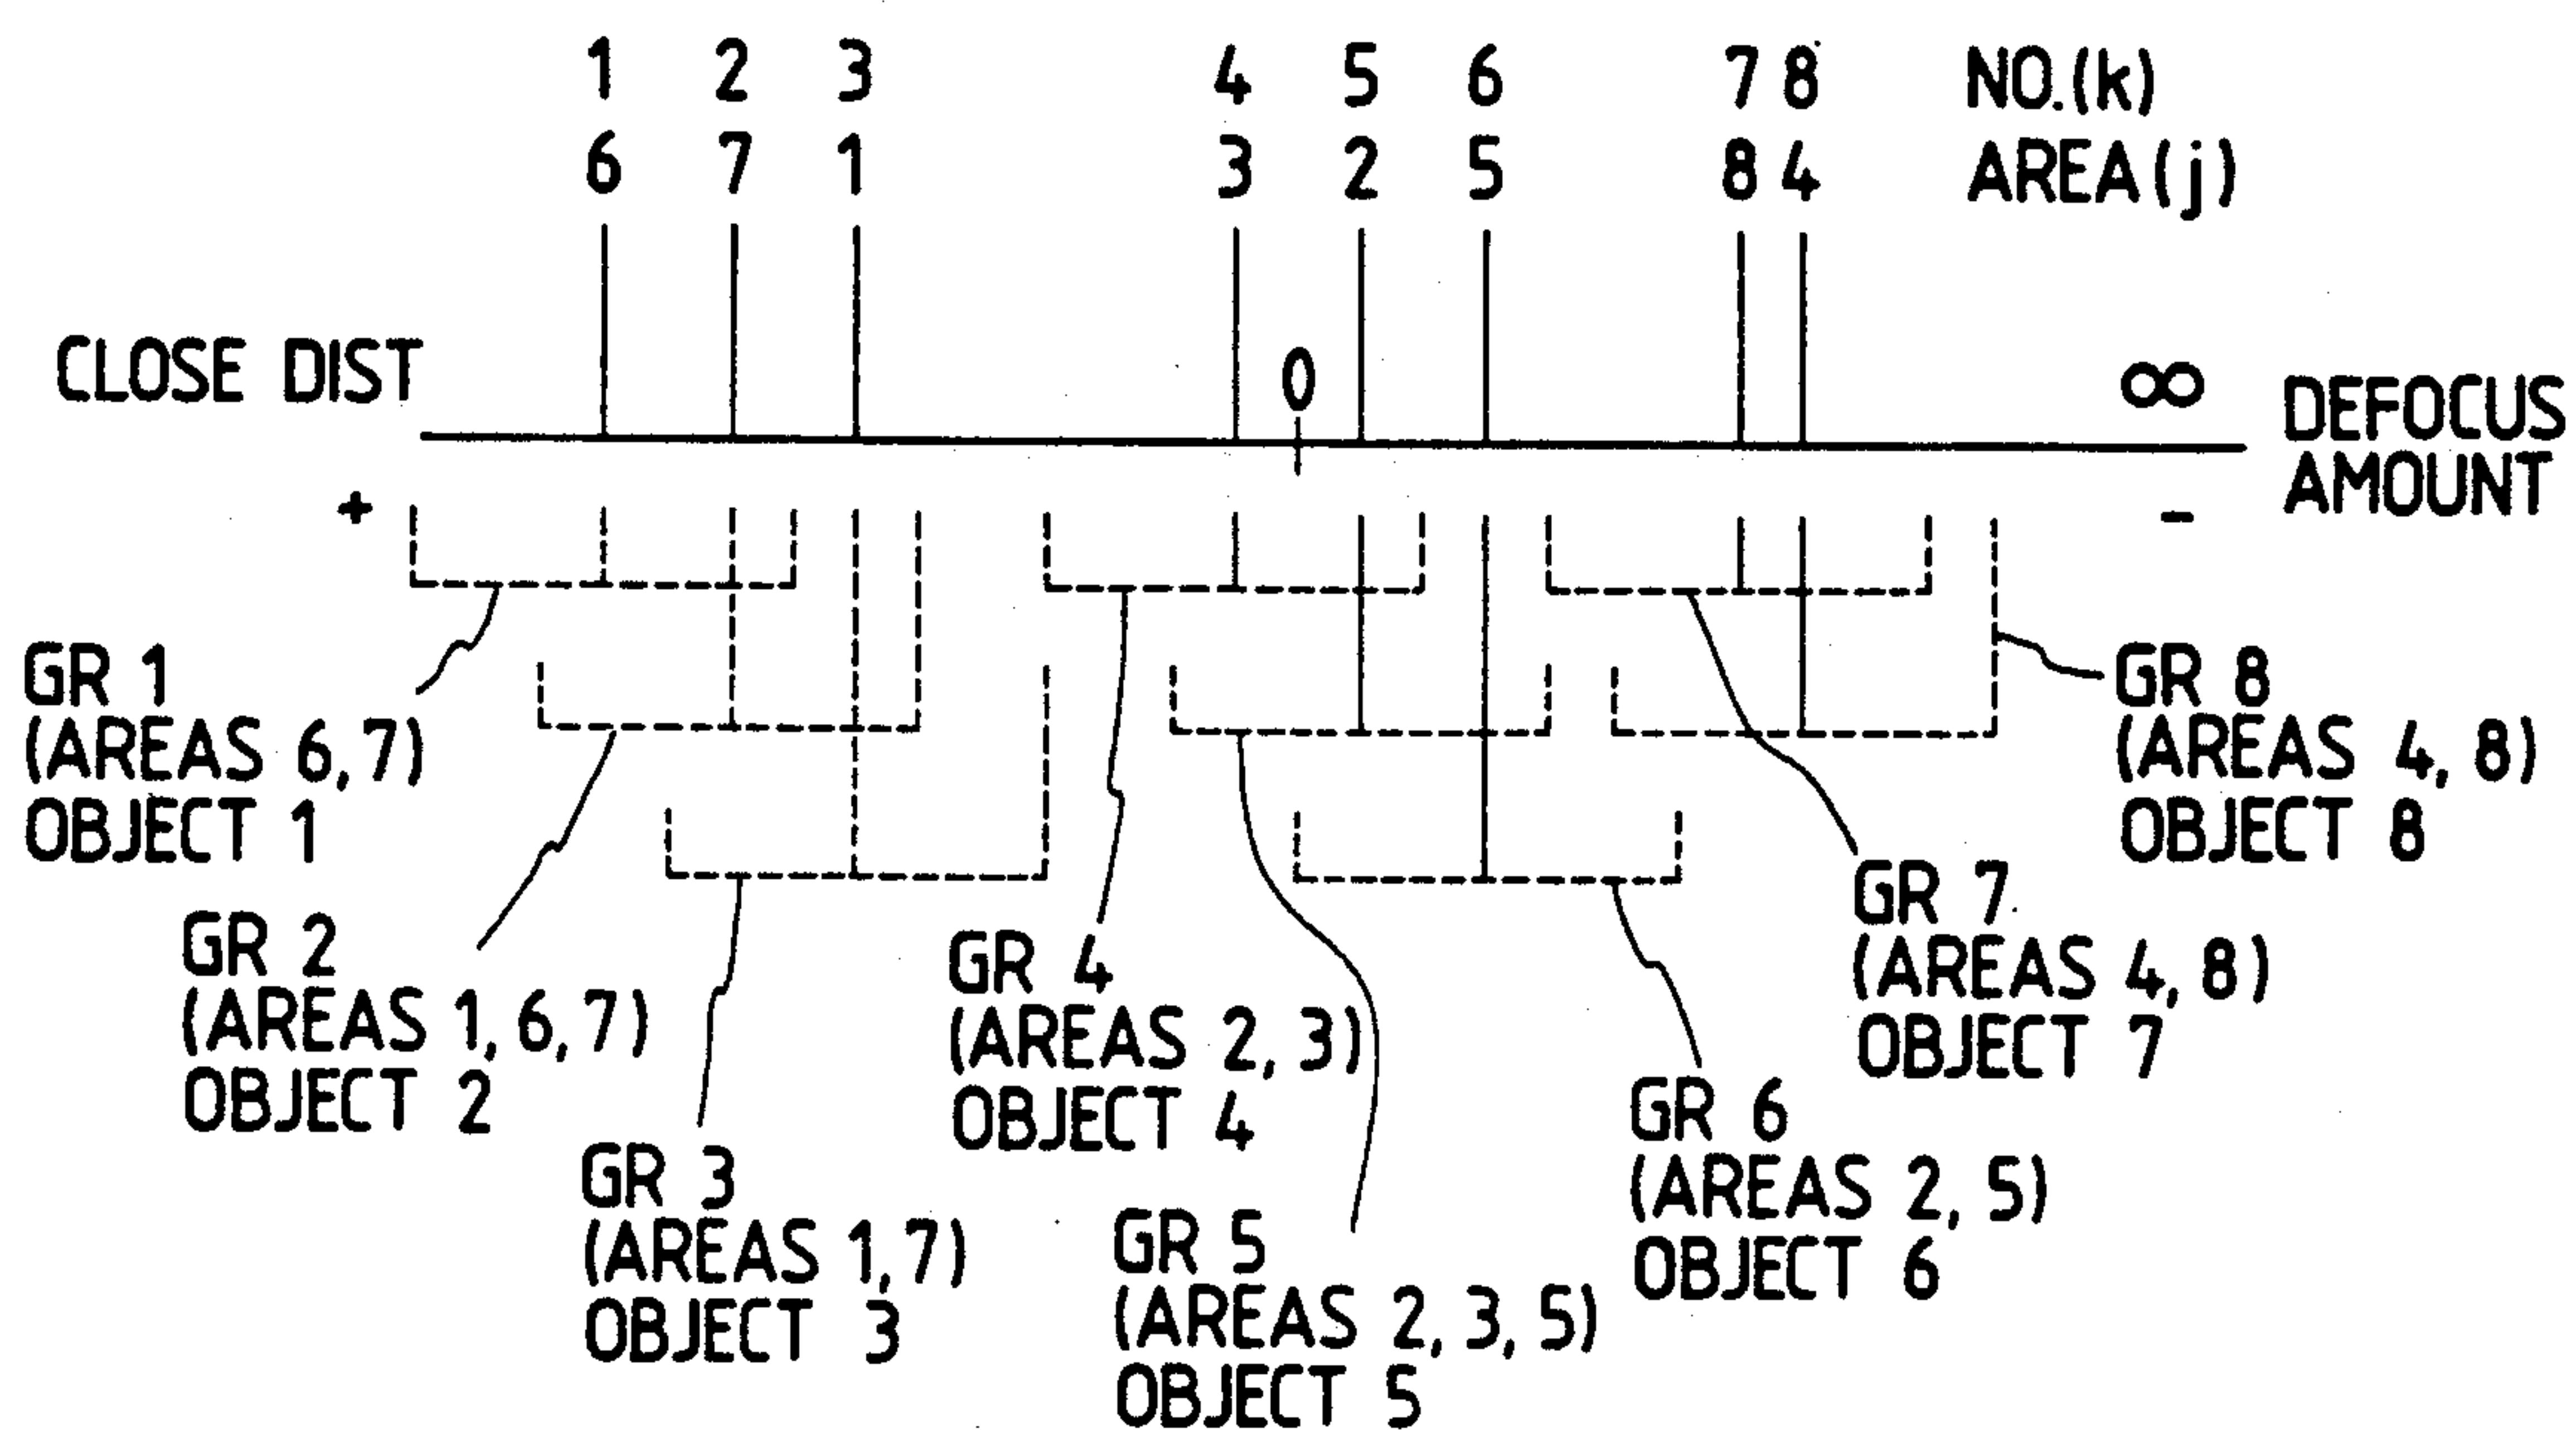 1 2 3 4 5 6 7 8 NO.(k)
6 7 1 3 2 5 8 4 AREA(j)
CLOSE DIST 0 ∞ DEFOCUS
AMOUNT
+ -
GR 1
(AREAS 6,7)
OBJECT 1
GR 2
(AREAS 1,6,7)
OBJECT 2
GR 3
(AREAS 1,7)
OBJECT 3
GR 4
(AREAS 2,3)
OBJECT 4
GR 5
(AREAS 2,3,5)
OBJECT 5
GR 6
(AREAS 2,5)
OBJECT 6
GR 7
(AREAS 4,8)
OBJECT 7
GR 8
(AREAS 4,8)
OBJECT 8